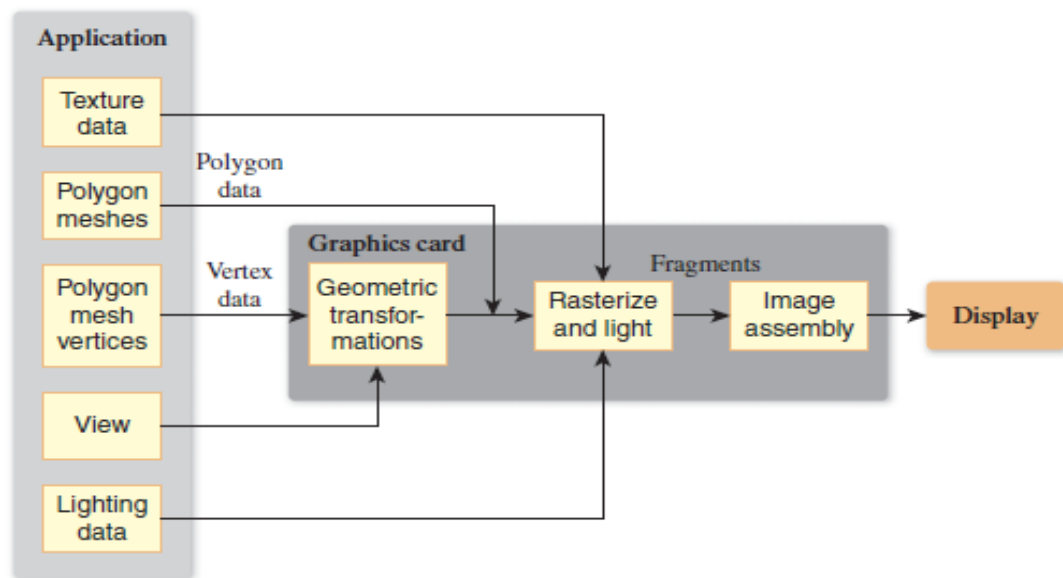 Application
Texture
data
Polygon
data
Polygon
meshes
Graphics card
Vertex
data
Fragments
Polygon
mesh
vertices
Geometric
transfor-
mations
Rasterize
and light
Image
assembly
Display
View
Lighting
data